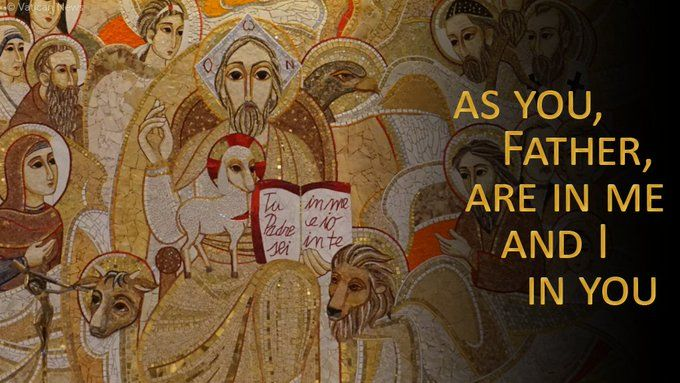 © Vatican News
O Ω N
Tu
Padre
sei
in me
e io
in te
AS YOU,
FATHER,
ARE IN ME
AND I
IN YOU